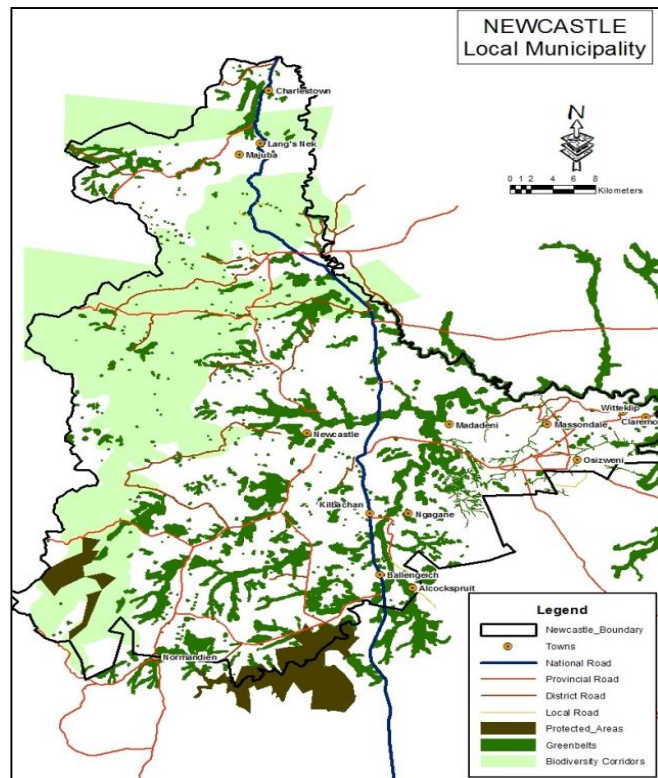 NEWCASTLE
Local Municipality
Charlestown
N
Lang's Nek
Majuba
0 1 2 4 6 8
Kilometers
Witteklip
Claremo
Madadeni
Massondale
Newcastle
Osizweni
Kilbachan
Ngagane
Ballengeich
Alcockspruit
Normandien
Legend
Newcastle_Boundary
Towns
National Road
Provincial Road
District Road
Local Road
Protected_Areas
Greenbelts
Biodiversity Corridors